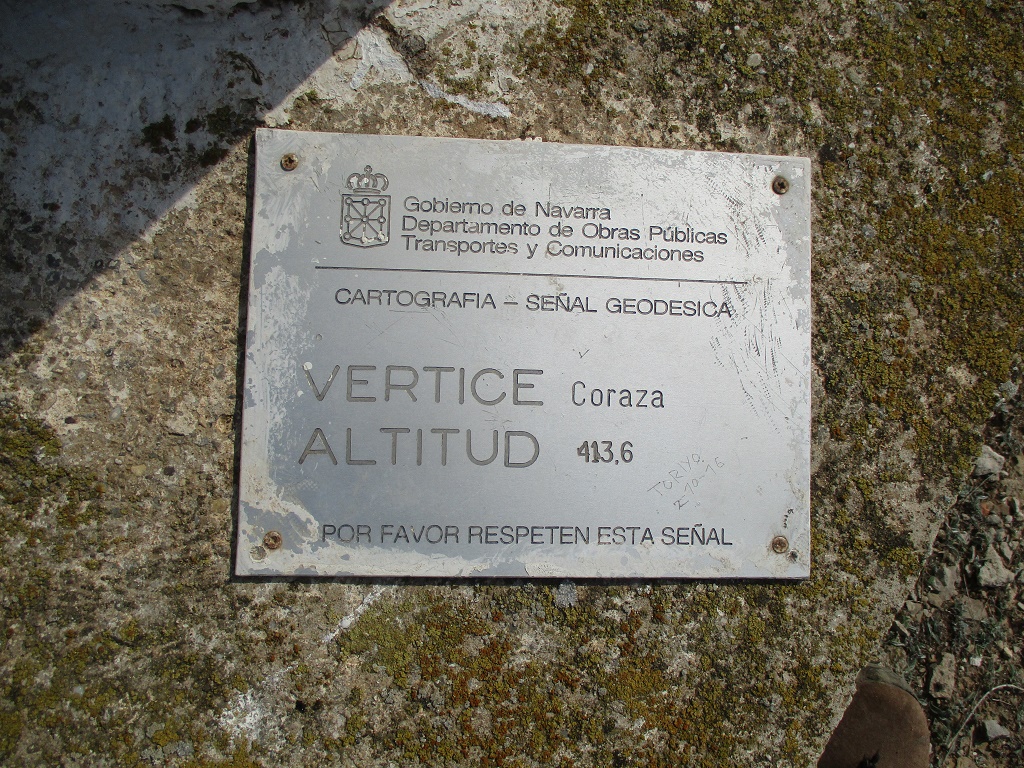 Gobierno de Navarra
Departamento de Obras Públicas
Transportes y Comunicaciones
CARTOGRAFIA – SEÑAL GEODESICA
VERTICE Coraza
ALTITUD 413,6
POR FAVOR RESPETEN ESTA SEÑAL